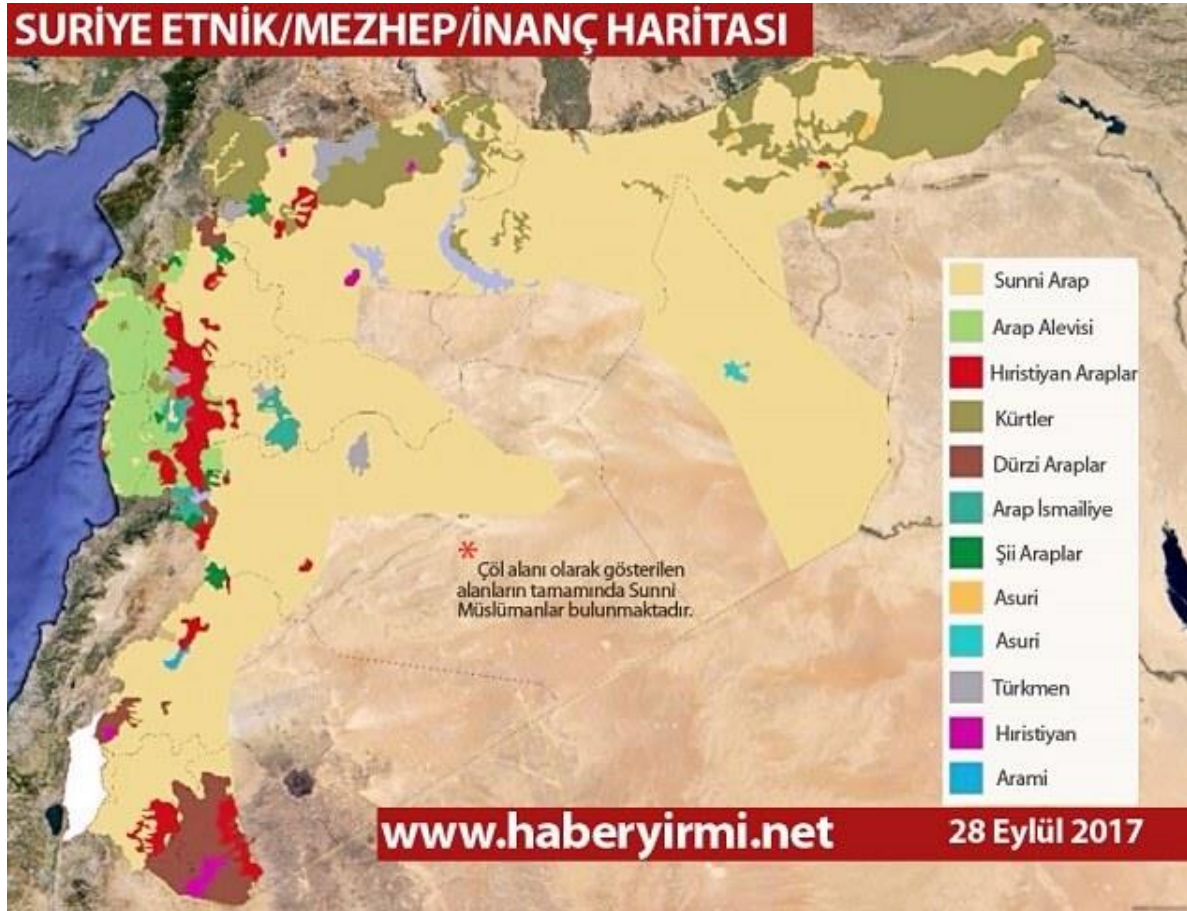 SURİYE ETNİK/MEZHEP/İNANÇ HARİTASI
Sunni Arap
Arap Alevisi
Hıristiyan Araplar
Kürtler
Dürzi Araplar
Arap İsmailiye
Şii Araplar
Asuri
Asuri
Türkmen
Hıristiyan
Arami
* Çöl alanı olarak gösterilen
alanların tamamında Sunni
Müslümanlar bulunmaktadır.
www.haberyirmi.net
28 Eylül 2017